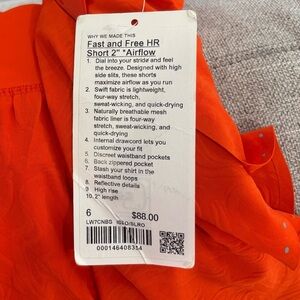 WHY WE MADE THIS
Fast and Free HR
Short 2" *Airflow
1. Dial into your stride and feel
the breeze. Designed with high
side slits, these shorts
maximize airflow as you run
2. Swift fabric is lightweight,
four-way stretch,
sweat-wicking, and quick-drying
3. Naturally breathable mesh
fabric liner is four-way
stretch, sweat-wicking, and
quick-drying
4. Internal drawcord lets you
customize your fit
5. Discreet waistband pockets
6. Back zippered pocket
7. Stash your shirt in the
waistband loops
8. Reflective details
9. High rise
10. 2" length
6 $88.00
LW7CNBS
000146408354